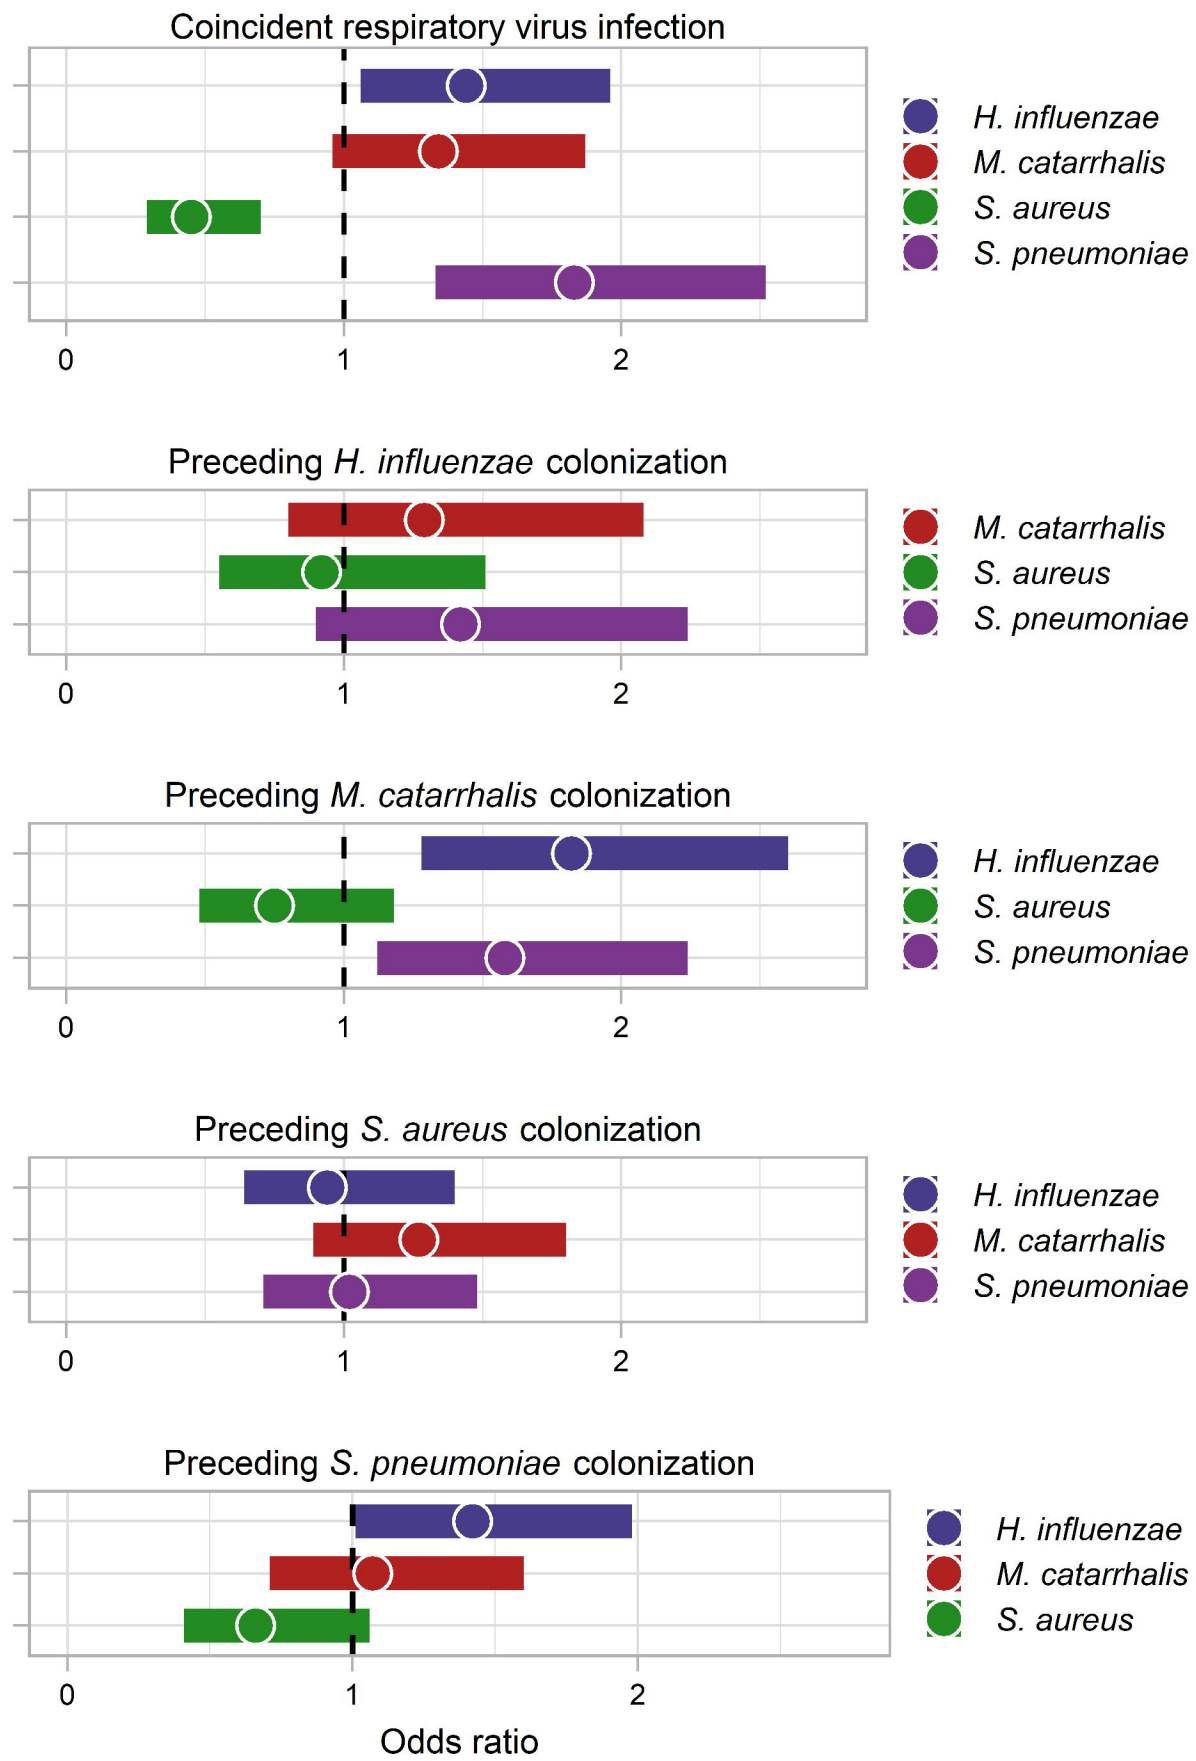 Coincident respiratory virus infection
H. influenzae
M. catarrhalis
S. aureus
S. pneumoniae
0 1 2
Preceding H. influenzae colonization
M. catarrhalis
S. aureus
S. pneumoniae
0 1 2
Preceding M. catarrhalis colonization
H. influenzae
S. aureus
S. pneumoniae
0 1 2
Preceding S. aureus colonization
H. influenzae
M. catarrhalis
S. pneumoniae
0 1 2
Preceding S. pneumoniae colonization
H. influenzae
M. catarrhalis
S. aureus
0 1 2
Odds ratio